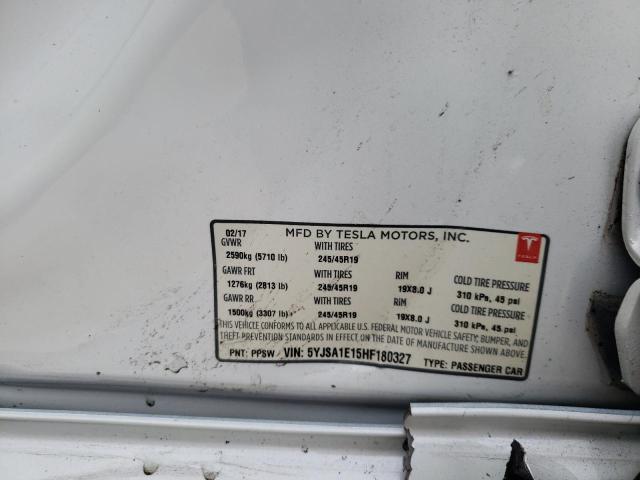 02/17 MFD BY TESLA MOTORS, INC.
GVWR WITH TIRES
2590kg (5710 lb) 245/45R19
GAWR FRT WITH TIRES RIM COLD TIRE PRESSURE
1276kg (2813 lb) 245/45R19 19X8.0 J 310 kPa, 45 psi
GAWR RR WITH TIRES RIM COLD TIRE PRESSURE
1500kg (3307 lb) 245/45R19 19X8.0 J 310 kPa, 45 psi
THIS VEHICLE CONFORMS TO ALL APPLICABLE U.S. FEDERAL MOTOR VEHICLE SAFETY, BUMPER, AND
THEFT PREVENTION STANDARDS IN EFFECT ON THE DATE OF MANUFACTURE SHOWN ABOVE.
PNT: PPSW VIN: 5YJSA1E15HF180327 TYPE: PASSENGER CAR
TESLA